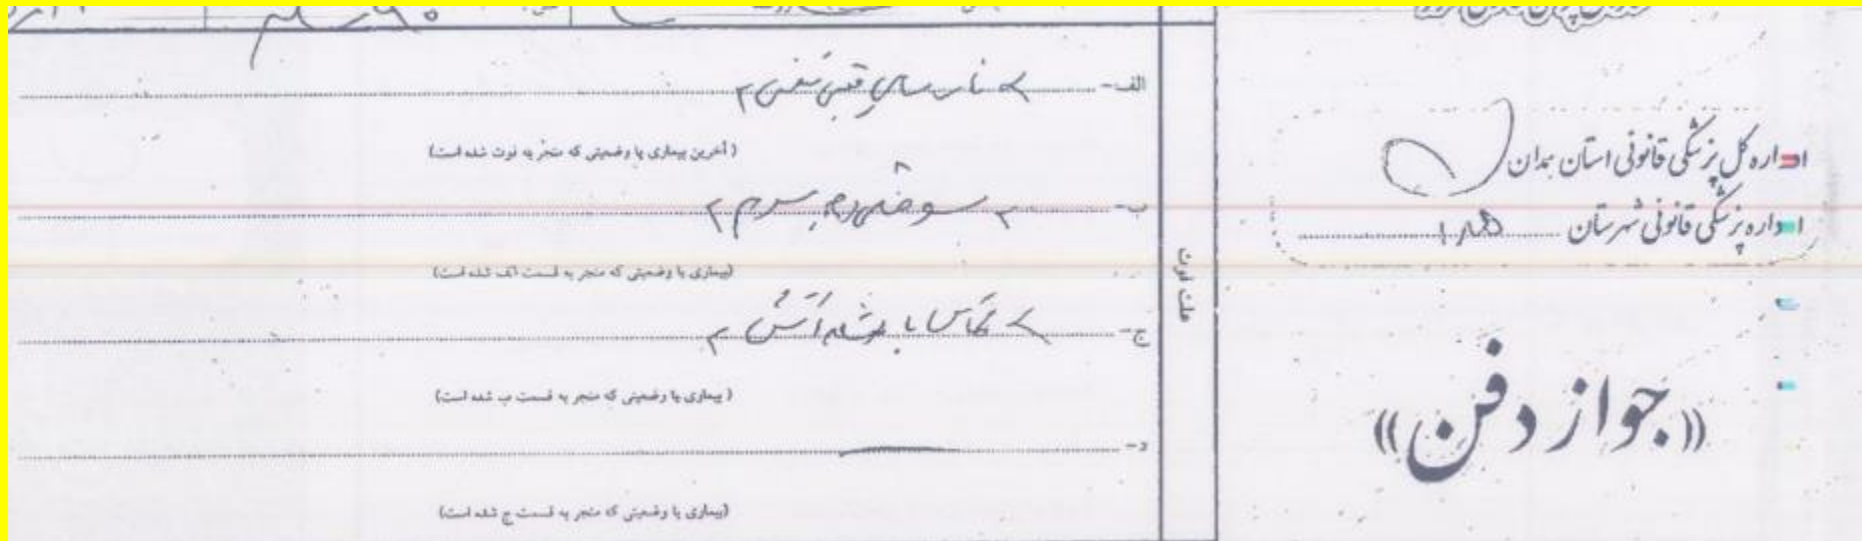 اداره کل پزشکی قانونی استان همدان
اداره پزشکی قانونی شهرستان
«جواز دفن»
علت فوت
الف- نارسایی قلبی تنفسی
(آخرین بیماری یا وضعیتی که منجر به فوت شده است)
ب- سوختگی درجه سوم
(بیماری یا وضعیتی که منجر به قسمت الف شده است)
ج- تماس با شعله آتش
(بیماری یا وضعیتی که منجر به قسمت ب شده است)
د-
(بیماری یا وضعیتی که منجر به قسمت ج شده است)